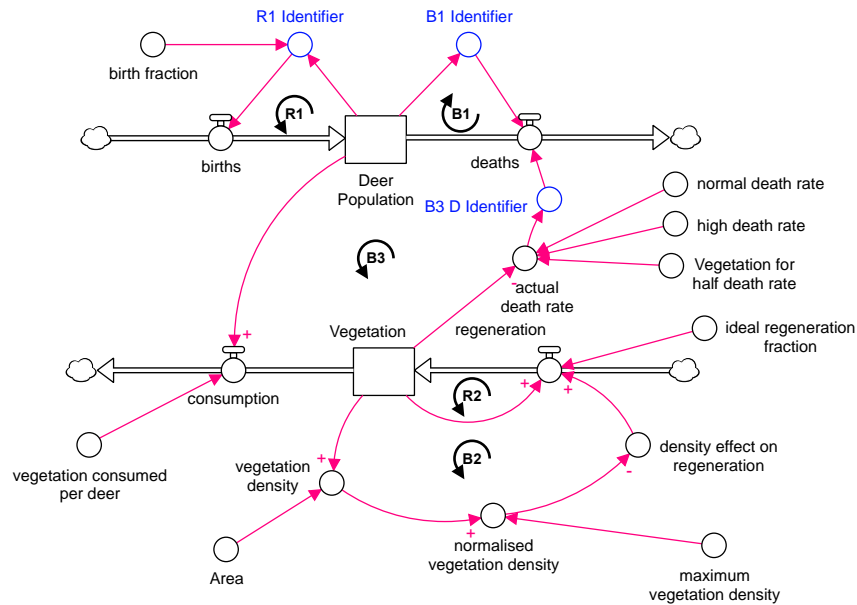 R1 Identifier
B1 Identifier
birth fraction
R1
B1
births
deaths
Deer
Population
normal death rate
B3 D Identifier
high death rate
B3
Vegetation for
half death rate
-
actual
death rate
+
Vegetation
regeneration
ideal regeneration
fraction
consumption
+
R2
+
vegetation
density
+
B2
density effect on
regeneration
vegetation consumed
per deer
-
+
normalised
vegetation density
Area
maximum
vegetation density